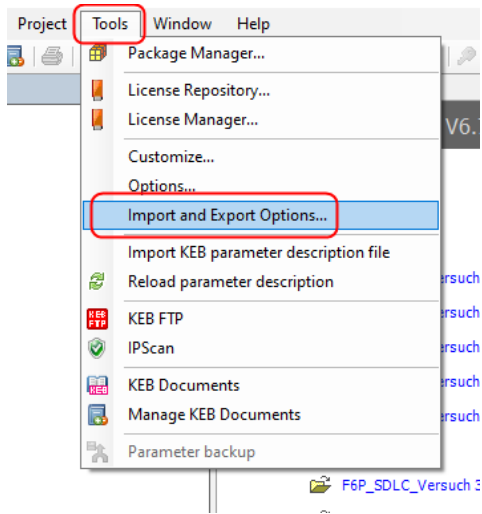 Project Tools Window Help
Package Manager...
License Repository...
V6.
License Manager...
Customize...
Options...
Import and Export Options...
Import KEB parameter description file
Reload parameter description
ersuch
KEB FTP
ersuch
IPScan
ersuch
KEB Documents
ersuch
Manage KEB Documents
ersuch
Parameter backup
F6P_SDLC_Versuch 3